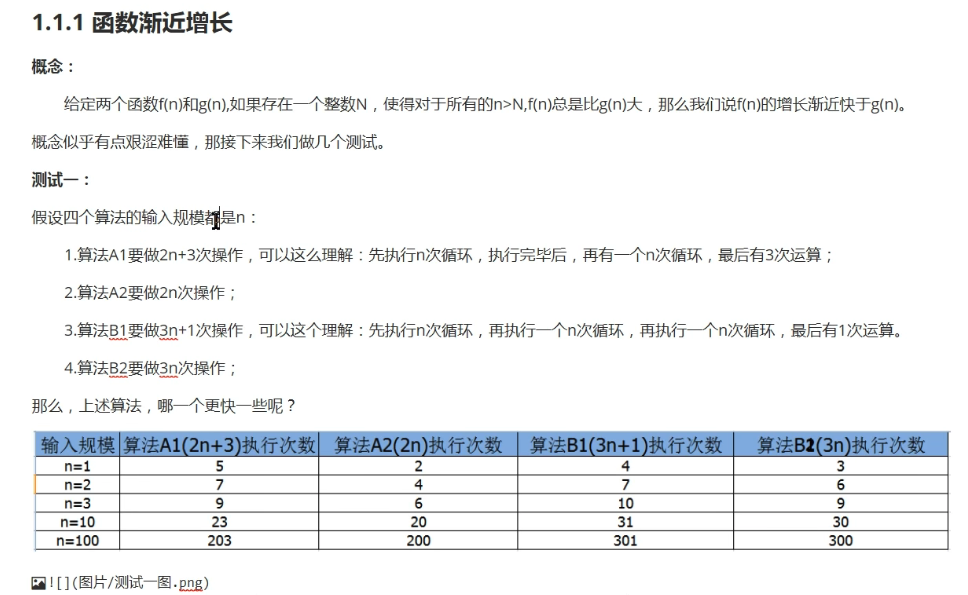 1.1.1 函数渐近增长
概念：
给定两个函数f(n)和g(n),如果存在一个整数N，使得对于所有的n>N,f(n)总是比g(n)大，那么我们说f(n)的增长渐近快于g(n)。
概念似乎有点艰涩难懂，那接下来我们做几个测试。
测试一：
假设四个算法的输入规模都是n：
1.算法A1要做2n+3次操作，可以这么理解：先执行n次循环，执行完毕后，再有一个n次循环，最后有3次运算；
2.算法A2要做2n次操作；
3.算法B1要做3n+1次操作，可以这个理解：先执行n次循环，再执行一个n次循环，再执行一个n次循环，最后有1次运算。
4.算法B2要做3n次操作；
那么，上述算法，哪一个更快一些呢？
输入规模 算法A1(2n+3)执行次数 算法A2(2n)执行次数 算法B1(3n+1)执行次数 算法B2(3n)执行次数
n=1 5 2 4 3
n=2 7 4 7 6
n=3 9 6 10 9
n=10 23 20 31 30
n=100 203 200 301 300
![](图片/测试一图.png)